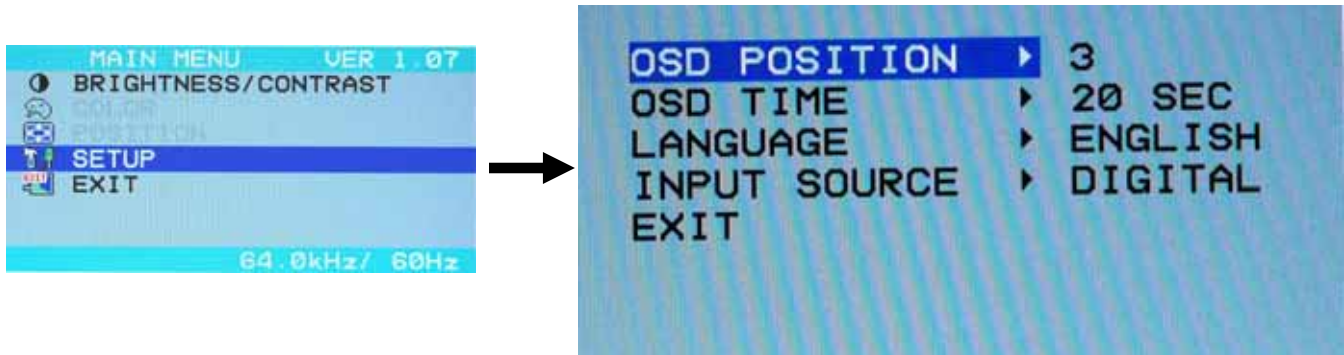 MAIN MENU VER 1.07
BRIGHTNESS/CONTRAST
COLOR
POSITION
SETUP
EXIT
64.0kHz/ 60Hz
OSD POSITION 3
OSD TIME 20 SEC
LANGUAGE ENGLISH
INPUT SOURCE DIGITAL
EXIT